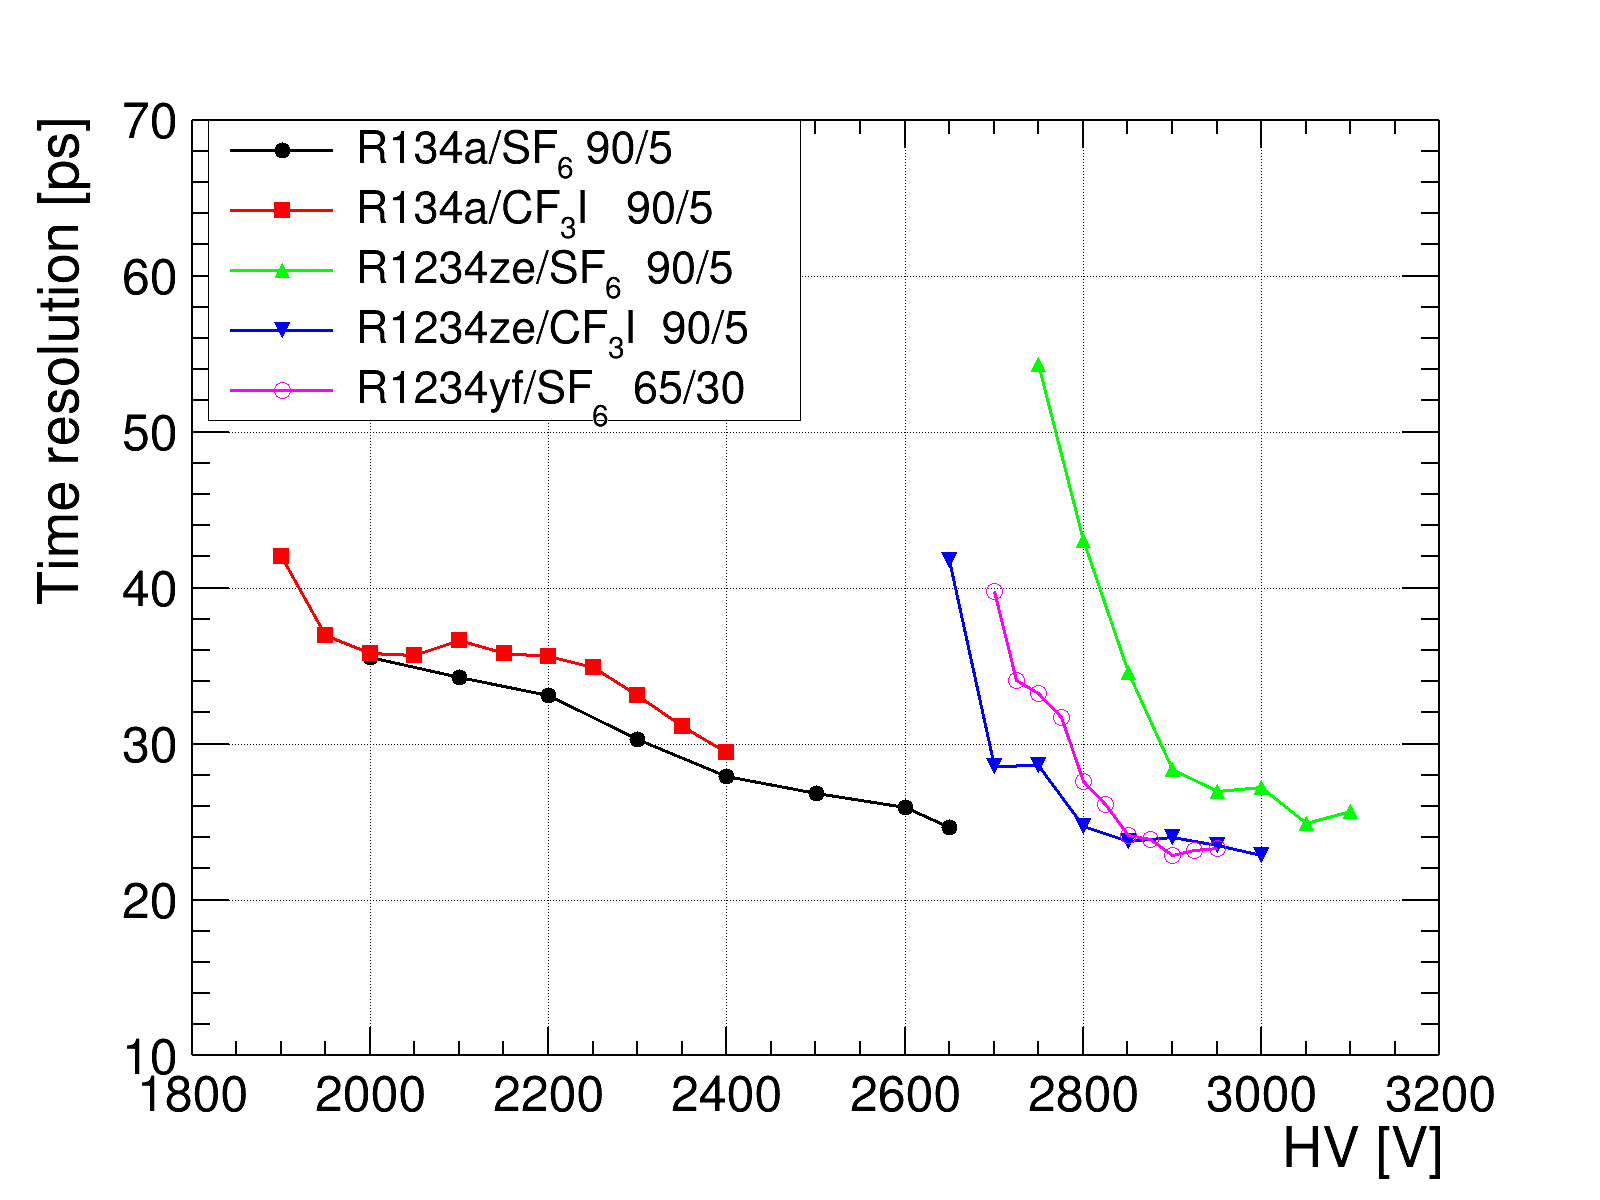 Time resolution [ps]
70
60
50
40
30
20
10
R134a/SF₆ 90/5
R134a/CF₃I 90/5
R1234ze/SF₆ 90/5
R1234ze/CF₃I 90/5
R1234yf/SF₆ 65/30
1800 2000 2200 2400 2600 2800 3000 3200
HV [V]